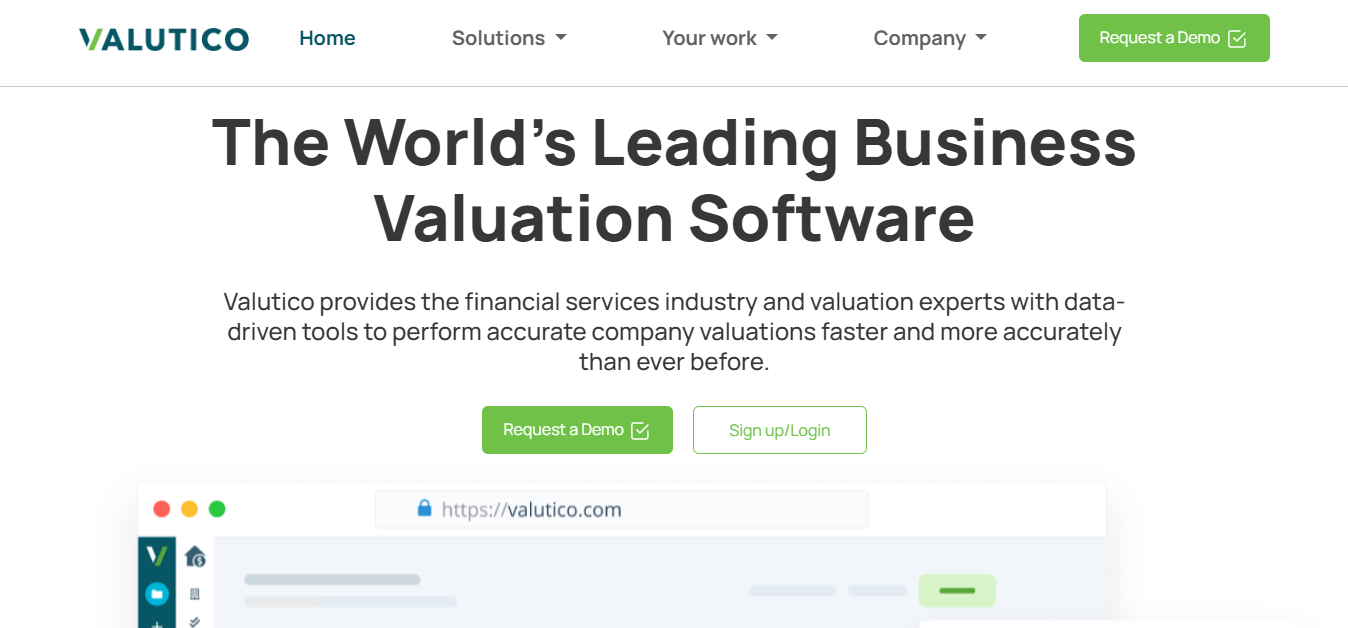 VALUTICO
Home
Solutions
Your work
Company
Request a Demo
The World’s Leading Business
Valuation Software
Valutico provides the financial services industry and valuation experts with data-
driven tools to perform accurate company valuations faster and more accurately
than ever before.
Request a Demo
Sign up/Login
https://valutico.com